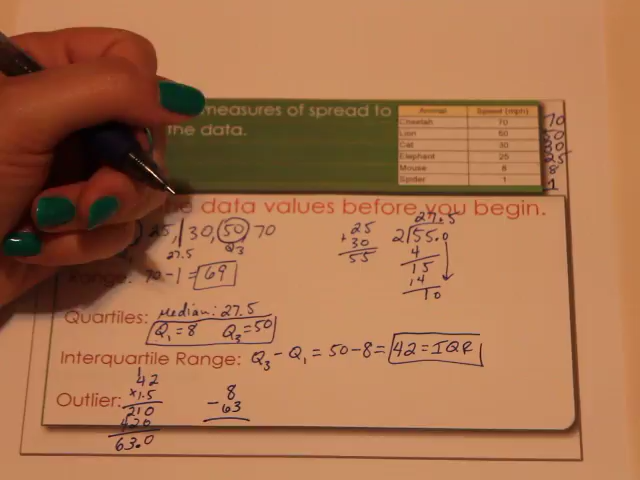 measures of spread to
the data.
Animal Speed (mph)
Cheetah 70 70
Lion 50 50
Cat 30 30
Elephant 25 25
Mouse 8 8
Spider 1 1
the data values before you begin.
25, 30, 50 70
27.5 Q3
Range: 70-1 = 69
25
+ 30
55
27.5
2 55.0
4
15
14
10
Quartiles: median: 27.5
Q1 = 8 Q3 = 50
Interquartile Range: Q3 - Q1 = 50-8 = 42 = IQR
Outlier:
1
42
x1.5
210
420
63.0
8
- 63